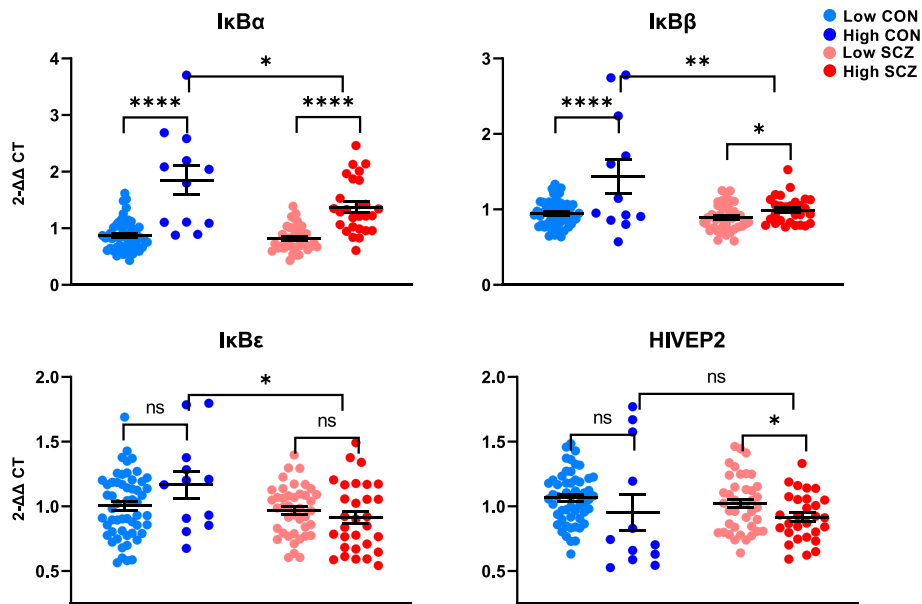 IκBα
IκBβ
Low CON
High CON
Low SCZ
High SCZ
2-ΔΔ CT
4
3
2
1
0
*
****
****
3
2
1
0
**
****
*
IκBε
HIVEP2
2-ΔΔ CT
2.0
1.5
1.0
0.5
*
ns
ns
2.0
1.5
1.0
0.5
ns
ns
*